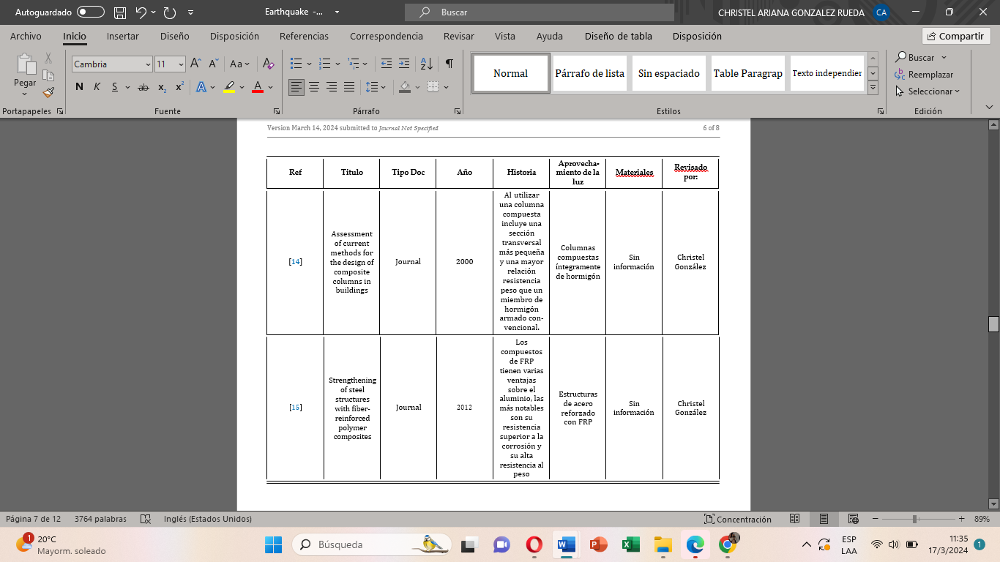 Autoguardado
Earthquake -...
Buscar
CHRISTEL ARIANA GONZALEZ RUEDA
CA
Archivo
Inicio
Insertar
Diseño
Disposición
Referencias
Correspondencia
Revisar
Vista
Ayuda
Diseño de tabla
Disposición
Compartir
Pegar
Cambria
11
Aa
N K S ab x₂ x²
A
A
Normal
Párrafo de lista
Sin espaciado
Table Paragrap
Texto independien
Buscar
Reemplazar
Seleccionar
Portapapeles
Fuente
Párrafo
Estilos
Edición
Version March 14, 2024 submitted to Journal Not Specified
6 of 8
Ref
Titulo
Tipo Doc
Año
Historia
Aprovecha-
miento de la
luz
Materiales
Revisado
por:
[14]
Assessment
of current
methods for
the design of
composite
columns in
buildings
Journal
2000
Al utilizar
una columna
compuesta
incluye una
sección
transversal
más pequeña
y una mayor
relación
resistencia
peso que un
miembro de
hormigón
armado con-
vencional.
Columnas
compuestas
íntegramente
de hormigón
Sin
información
Christel
González
[15]
Strengthening
of steel
structures
with fiber-
reinforced
polymer
composites
Journal
2012
Los
compuestos
de FRP
tienen varias
ventajas
sobre el
aluminio, las
más notables
son su
resistencia
superior a la
corrosión y
su alta
resistencia al
peso
Estructuras
de acero
reforzado
con FRP
Sin
información
Christel
González
Página 7 de 12
3764 palabras
Inglés (Estados Unidos)
Concentración
89%
1
20°C
Mayorm. soleado
Búsqueda
ESP
LAA
11:35
17/3/2024
1